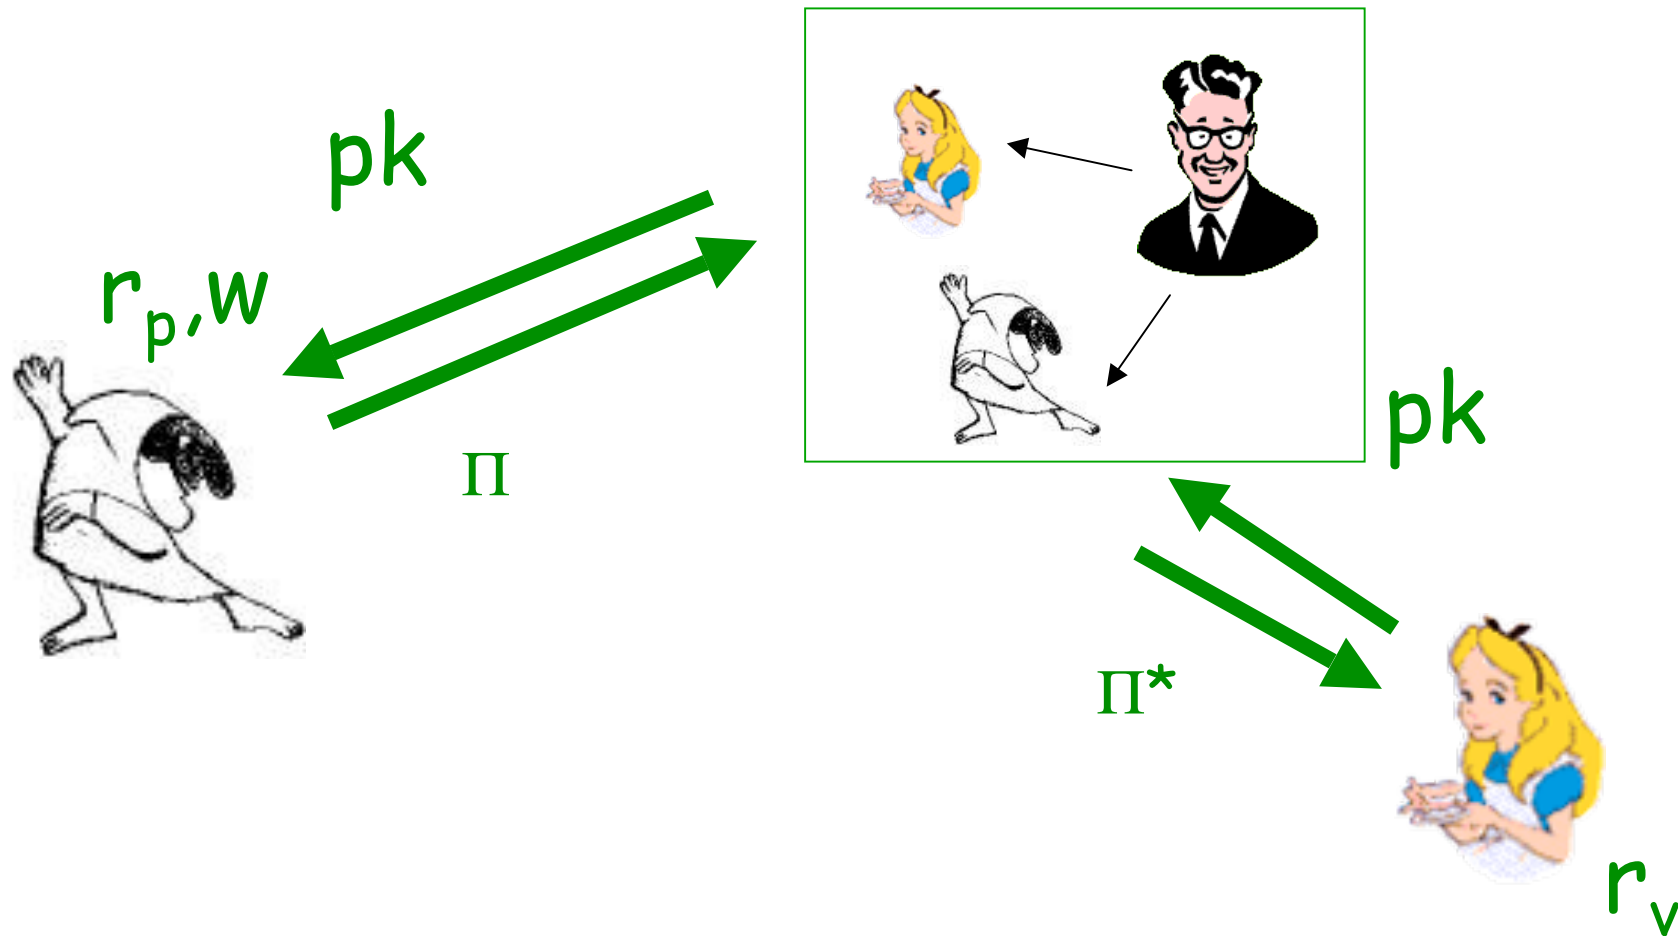 pk
r_p,w
Π
pk
Π*
r_v